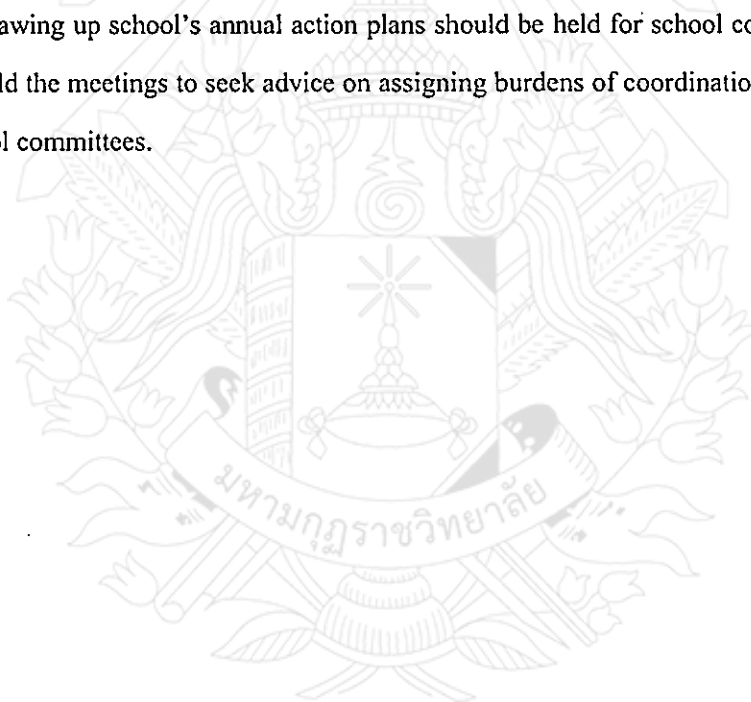 awing up school's annual action plans should be held for school co
ld the meetings to seek advice on assigning burdens of coordinatio
l committees.
มหามกุฏราชวิทยาลัย